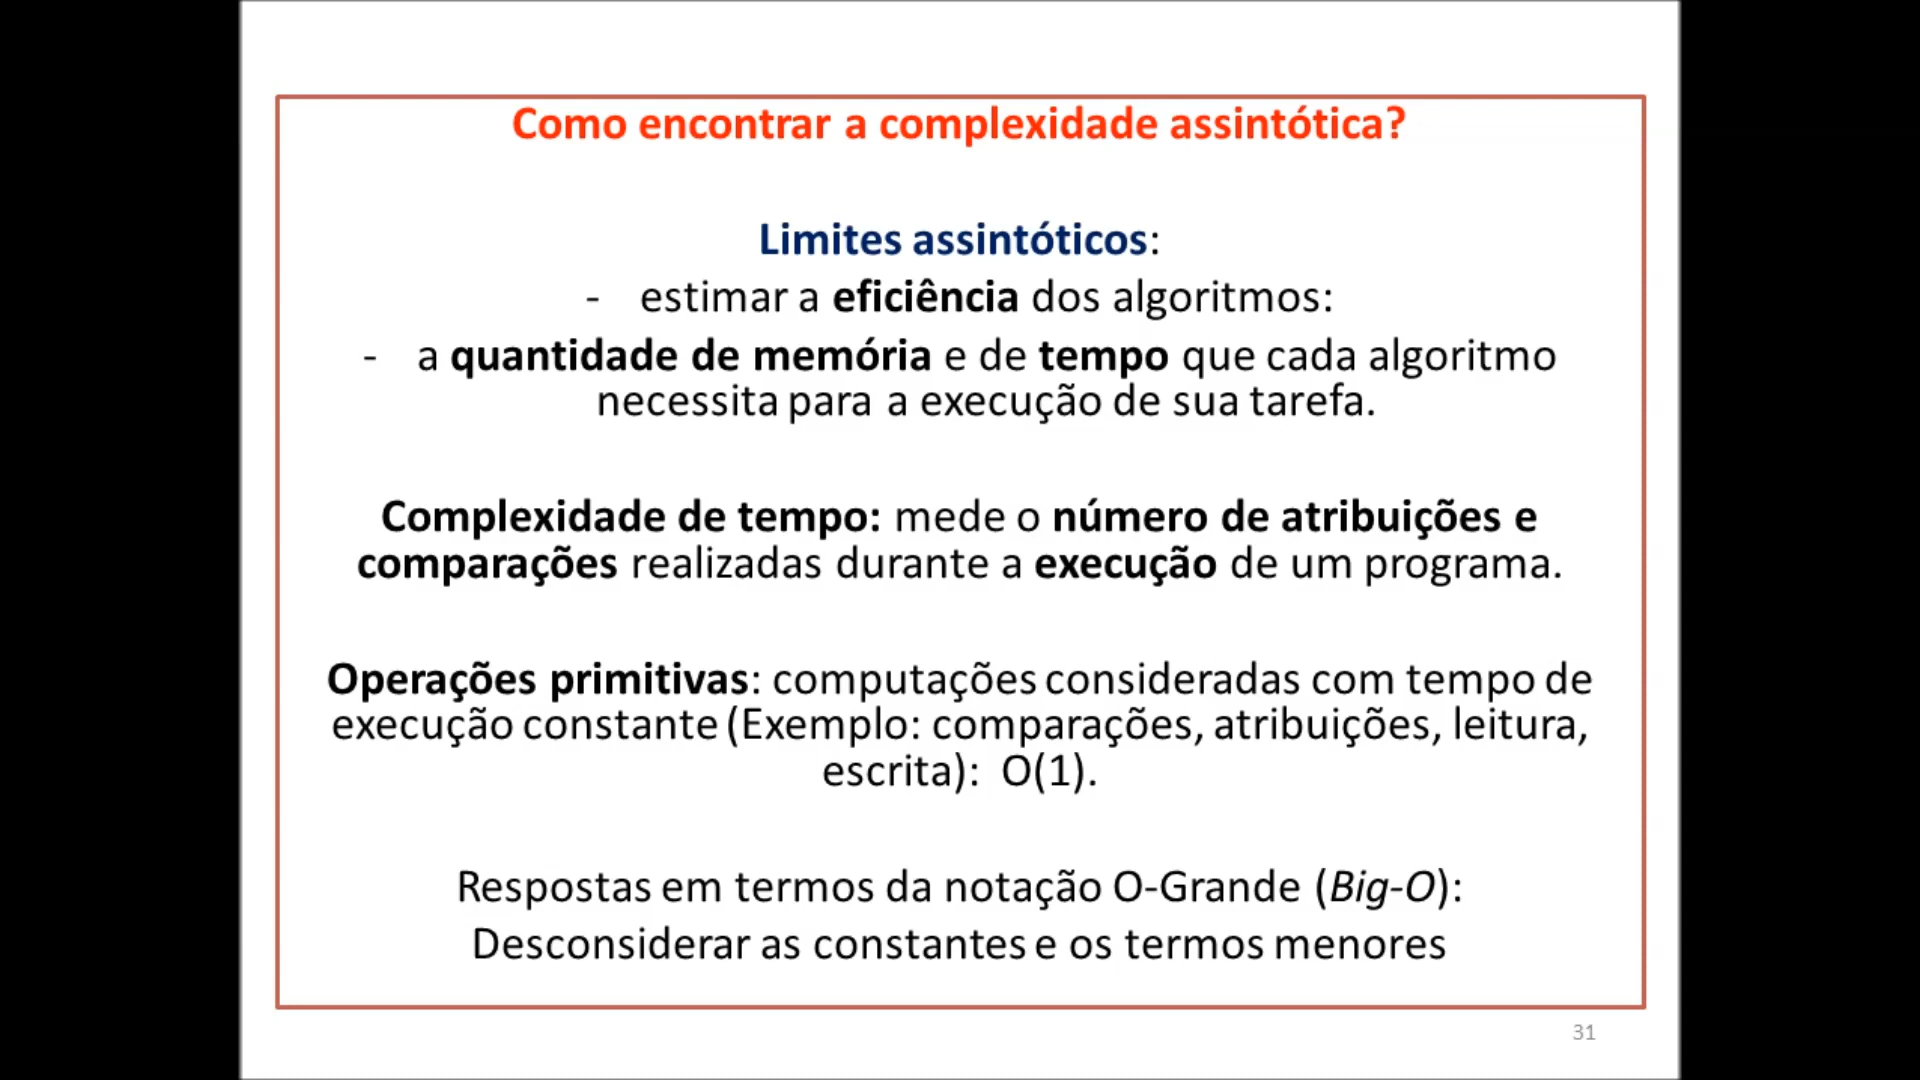 Como encontrar a complexidade assintótica?
Limites assintóticos:
- estimar a eficiência dos algoritmos:
- a quantidade de memória e de tempo que cada algoritmo
necessita para a execução de sua tarefa.
Complexidade de tempo: mede o número de atribuições e
comparações realizadas durante a execução de um programa.
Operações primitivas: computações consideradas com tempo de
execução constante (Exemplo: comparações, atribuições, leitura,
escrita): O(1).
Respostas em termos da notação O-Grande (Big-O):
Desconsiderar as constantes e os termos menores
31